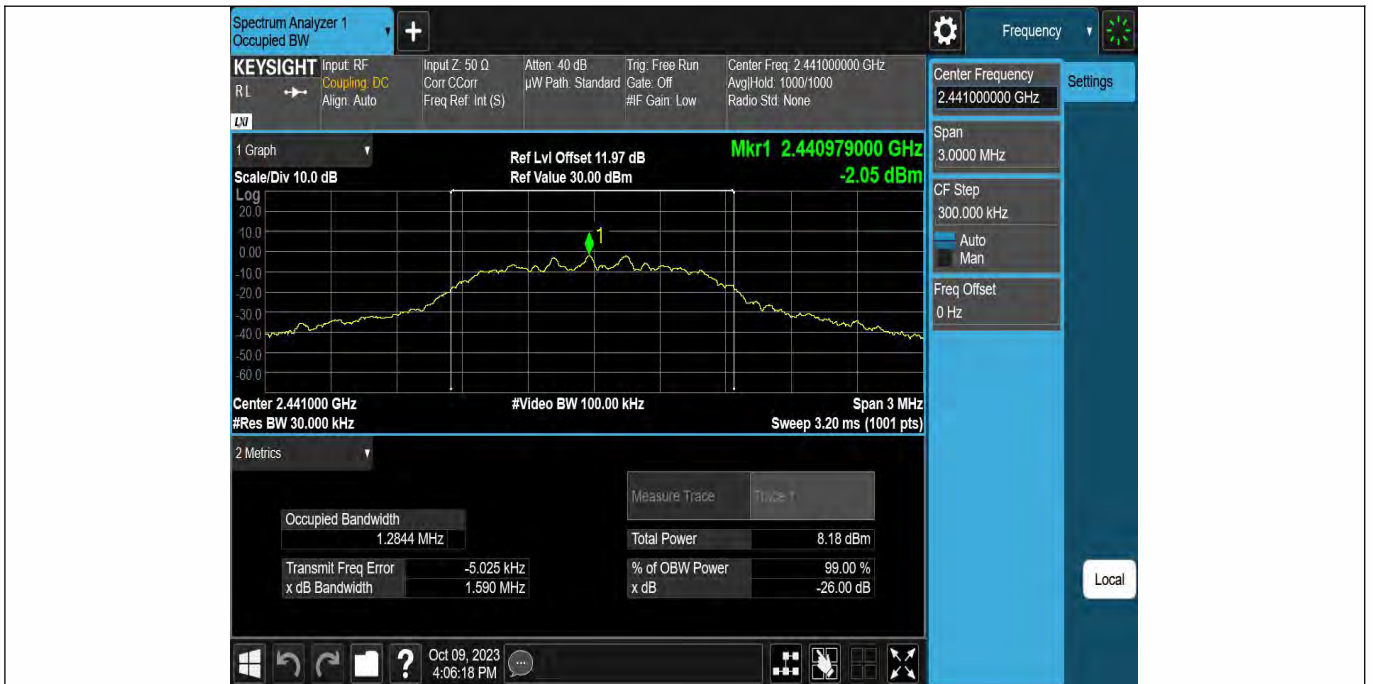 Spectrum Analyzer 1
Occupied BW
+
Frequency
KEYSIGHT
RL
LXI
Input: RF
Coupling: DC
Align: Auto
Input Z: 50 Ω
Corr CCorr
Freq Ref: Int (S)
Atten: 40 dB
µW Path: Standard
Trig: Free Run
Gate: Off
#IF Gain: Low
Center Freq: 2.441000000 GHz
Avg|Hold: 1000/1000
Radio Std: None
Center Frequency
2.441000000 GHz
Settings
Span
3.0000 MHz
CF Step
300.000 kHz
Auto
Man
Freq Offset
0 Hz
Local
1 Graph
Scale/Div 10.0 dB
Ref Lvl Offset 11.97 dB
Ref Value 30.00 dBm
Mkr1 2.440979000 GHz
-2.05 dBm
Log
20.0
10.0
0.00
-10.0
-20.0
-30.0
-40.0
-50.0
-60.0
1
Center 2.441000 GHz
#Video BW 100.00 kHz
Span 3 MHz
#Res BW 30.000 kHz
Sweep 3.20 ms (1001 pts)
2 Metrics
Measure Trace
Trace 1
Occupied Bandwidth
1.2844 MHz
Total Power
8.18 dBm
Transmit Freq Error
-5.025 kHz
% of OBW Power
99.00 %
x dB Bandwidth
1.590 MHz
x dB
-26.00 dB
?
Oct 09, 2023
4:06:18 PM